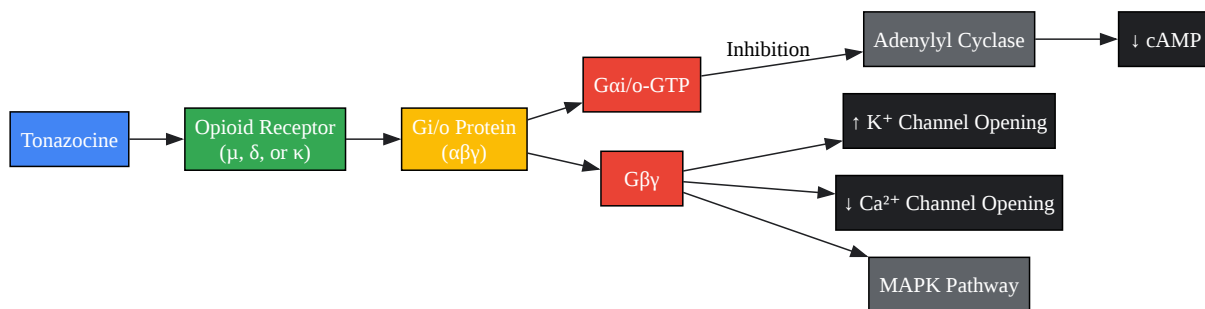 Tonazocine
Opioid Receptor
(μ, δ, or κ)
Gi/o Protein
(αβγ)
Gαi/o-GTP
Gβγ
Inhibition
Adenylyl Cyclase
↓ cAMP
↑ K⁺ Channel Opening
↓ Ca²⁺ Channel Opening
MAPK Pathway